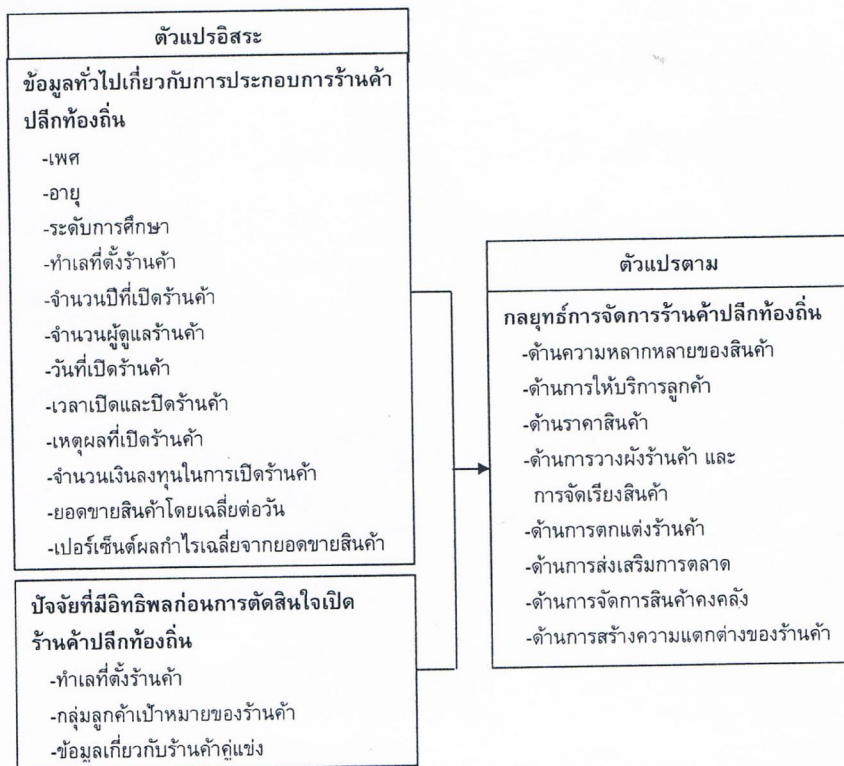 ตัวแปรอิสระ
ข้อมูลทั่วไปเกี่ยวกับการประกอบการร้านค้า
ปลีกท้องถิ่น
-เพศ
-อายุ
-ระดับการศึกษา
-ทำเลที่ตั้งร้านค้า
-จำนวนปีที่เปิดร้านค้า
-จำนวนผู้ดูแลร้านค้า
-วันที่เปิดร้านค้า
-เวลาเปิดและปิดร้านค้า
-เหตุผลที่เปิดร้านค้า
-จำนวนเงินลงทุนในการเปิดร้านค้า
-ยอดขายสินค้าโดยเฉลี่ยต่อวัน
-เปอร์เซ็นต์ผลกำไรเฉลี่ยจากยอดขายสินค้า
ปัจจัยที่มีอิทธิพลก่อนการตัดสินใจเปิด
ร้านค้าปลีกท้องถิ่น
-ทำเลที่ตั้งร้านค้า
-กลุ่มลูกค้าเป้าหมายของร้านค้า
-ข้อมูลเกี่ยวกับร้านค้าคู่แข่ง
ตัวแปรตาม
กลยุทธ์การจัดการร้านค้าปลีกท้องถิ่น
-ด้านความหลากหลายของสินค้า
-ด้านการให้บริการลูกค้า
-ด้านราคาสินค้า
-ด้านการวางผังร้านค้า และ
การจัดเรียงสินค้า
-ด้านการตกแต่งร้านค้า
-ด้านการส่งเสริมการตลาด
-ด้านการจัดการสินค้าคงคลัง
-ด้านการสร้างความแตกต่างของร้านค้า